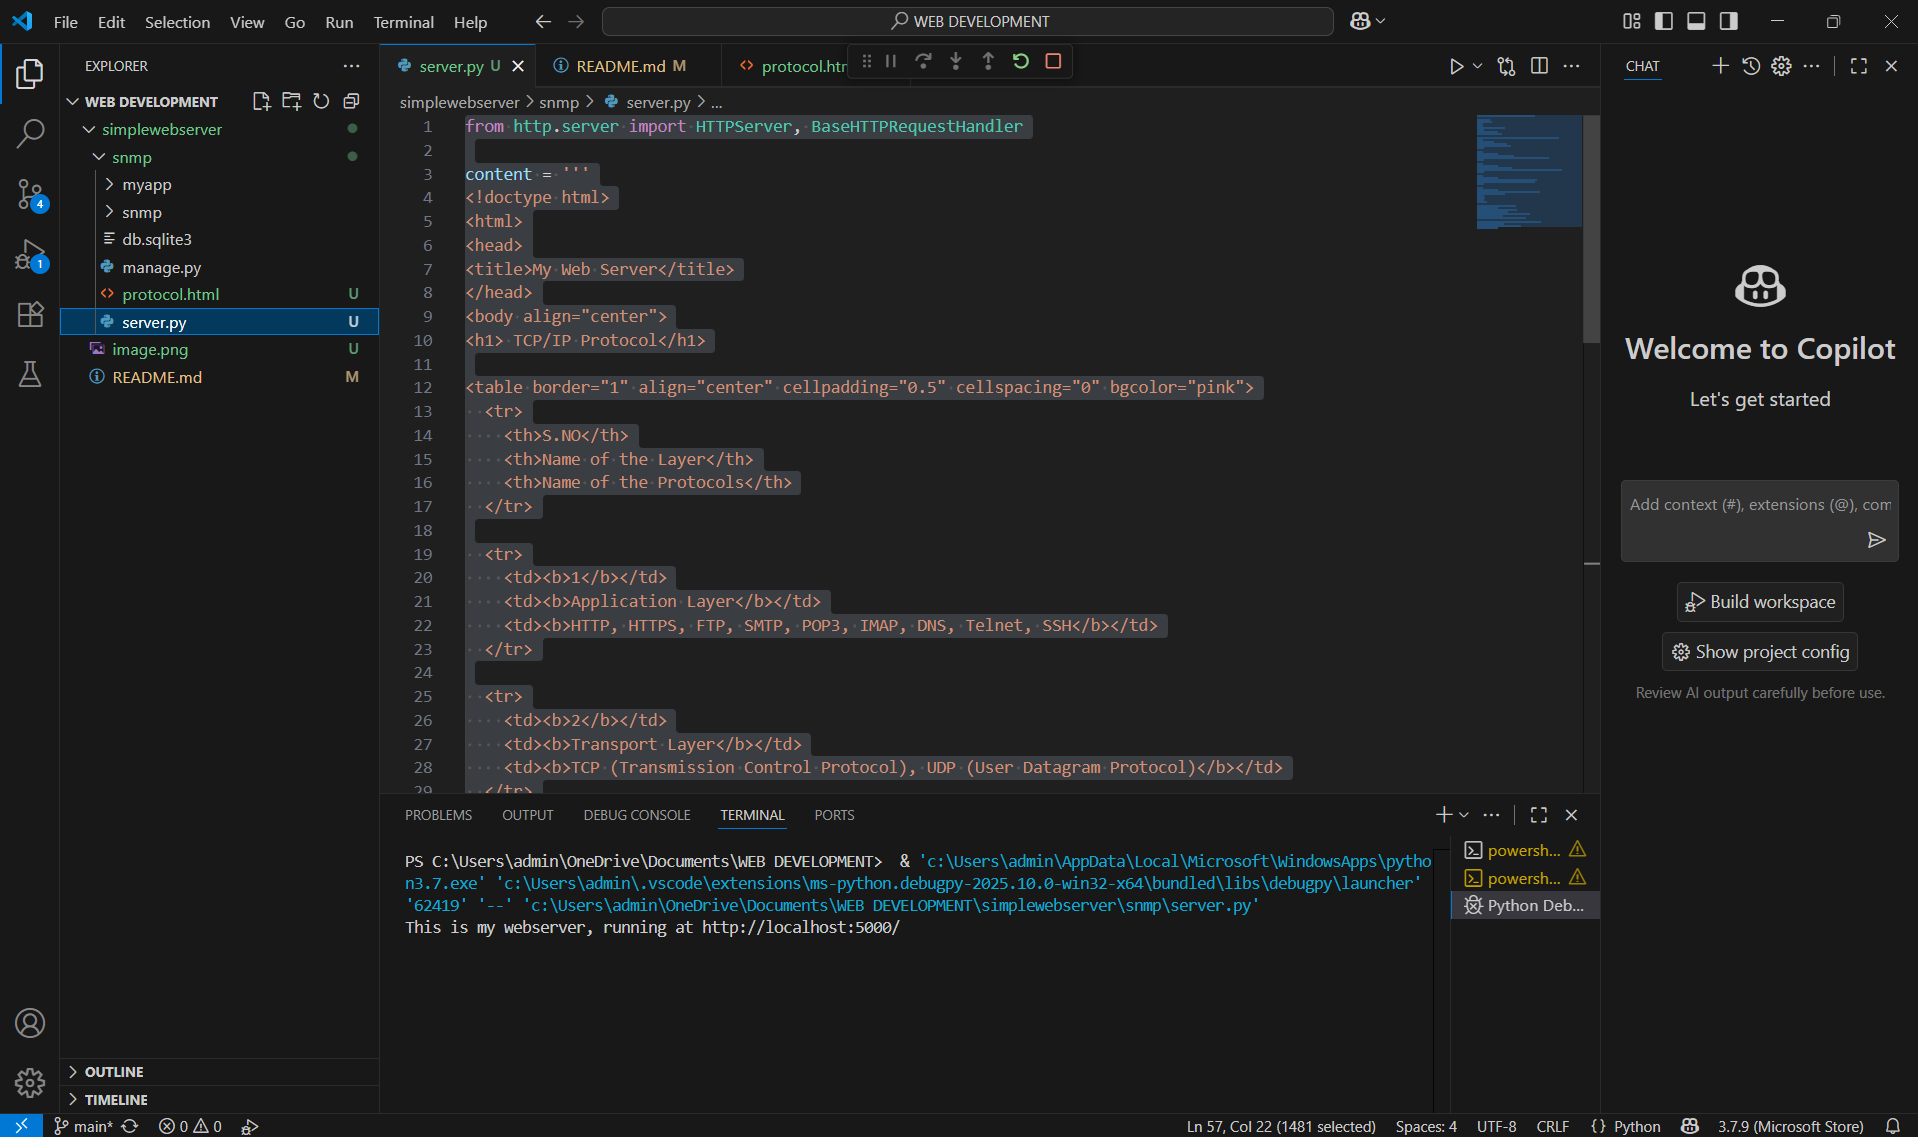 File Edit Selection View Go Run Terminal Help
WEB DEVELOPMENT
EXPLORER
WEB DEVELOPMENT
simplewebserver
snmp
myapp
snmp
db.sqlite3
manage.py
protocol.html U
server.py U
image.png U
README.md M
OUTLINE
TIMELINE
4
1
server.py U
README.md M
protocol.htm
simplewebserver > snmp > server.py > ...
1 from http.server import HTTPServer, BaseHTTPRequestHandler
2
3 content = '''
4 <!doctype html>
5 <html>
6 <head>
7 <title>My Web Server</title>
8 </head>
9 <body align="center">
10 <h1> TCP/IP Protocol</h1>
11
12 <table border="1" align="center" cellpadding="0.5" cellspacing="0" bgcolor="pink">
13 <tr>
14 <th>S.NO</th>
15 <th>Name of the Layer</th>
16 <th>Name of the Protocols</th>
17 </tr>
18
19 <tr>
20 <td><b>1</b></td>
21 <td><b>Application Layer</b></td>
22 <td><b>HTTP, HTTPS, FTP, SMTP, POP3, IMAP, DNS, Telnet, SSH</b></td>
23 </tr>
24
25 <tr>
26 <td><b>2</b></td>
27 <td><b>Transport Layer</b></td>
28 <td><b>TCP (Transmission Control Protocol), UDP (User Datagram Protocol)</b></td>
29 </tr>
PROBLEMS OUTPUT DEBUG CONSOLE TERMINAL PORTS
PS C:\Users\admin\OneDrive\Documents\WEB DEVELOPMENT> & 'c:\Users\admin\AppData\Local\Microsoft\WindowsApps\pytho
n3.7.exe' 'c:\Users\admin\.vscode\extensions\ms-python.debugpy-2025.10.0-win32-x64\bundled\libs\debugpy\launcher'
'62419' '--' 'c:\Users\admin\OneDrive\Documents\WEB DEVELOPMENT\simplewebserver\snmp\server.py'
This is my webserver, running at http://localhost:5000/
powersh...
powersh...
Python Deb...
CHAT
Welcome to Copilot
Let's get started
Add context (#), extensions (@), com
Build workspace
Show project config
Review AI output carefully before use.
main* 0 0
Ln 57, Col 22 (1481 selected) Spaces: 4 UTF-8 CRLF {} Python 3.7.9 (Microsoft Store)